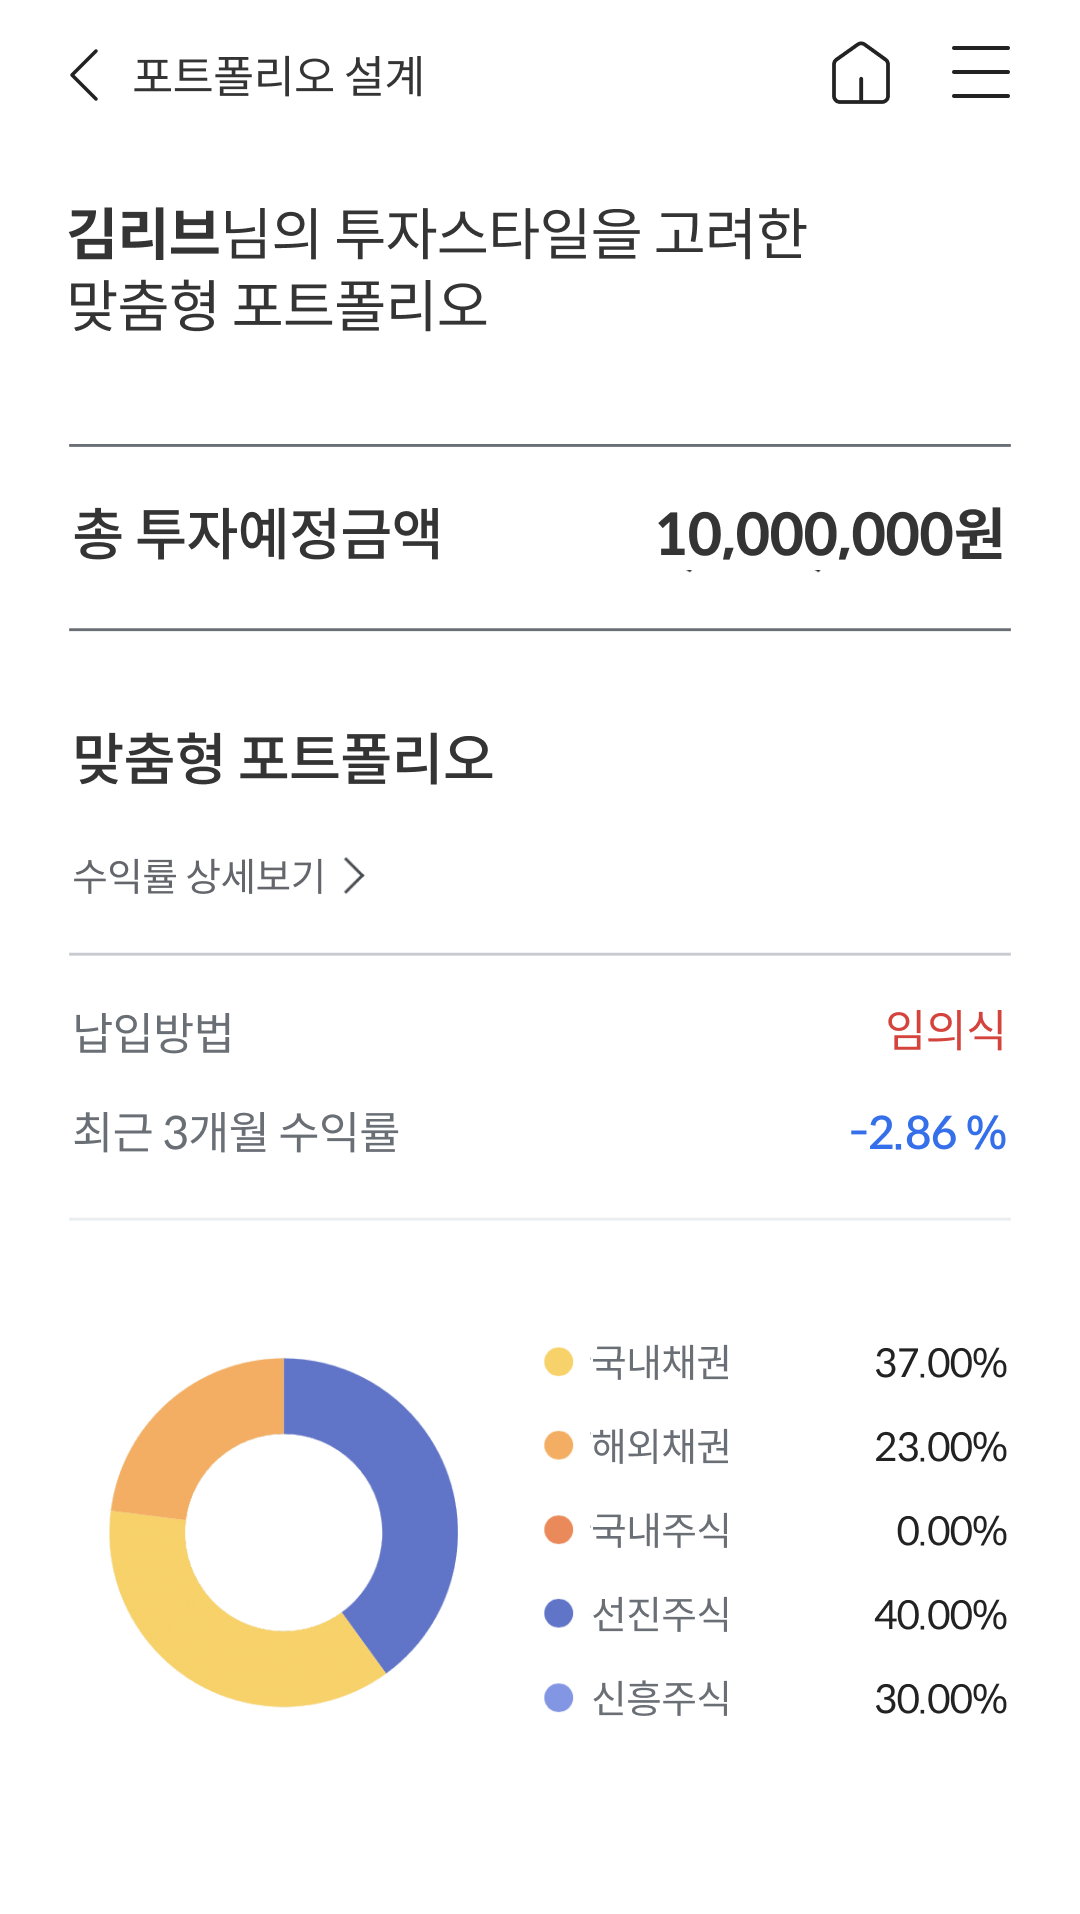 포트폴리오 설계
김리브님의 투자스타일을 고려한
맞춤형 포트폴리오
총 투자예정금액 10,000,000원
맞춤형 포트폴리오
수익률 상세보기
납입방법 임의식
최근 3개월 수익률 -2.86 %
국내채권 37.00%
해외채권 23.00%
국내주식 0.00%
선진주식 40.00%
신흥주식 30.00%